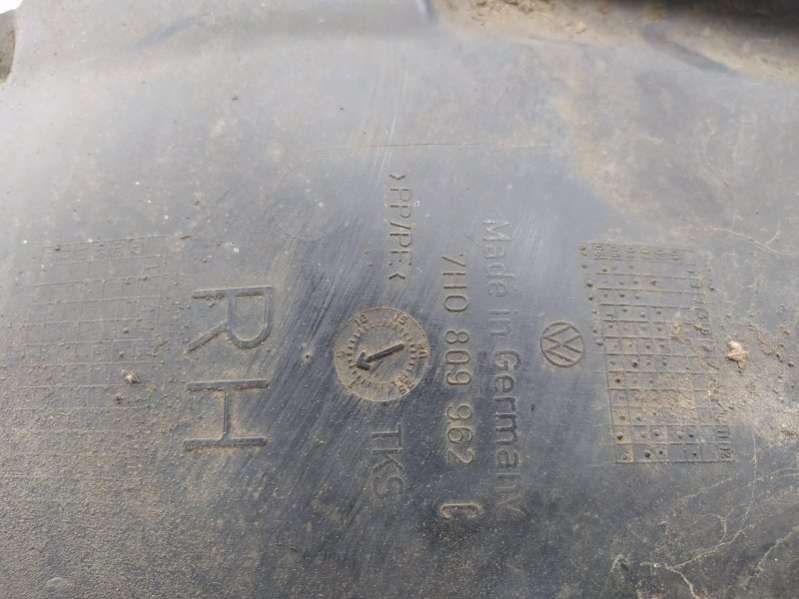 Made in Germany
7H0 809 962 C
>PP/PE<
TKS
RH